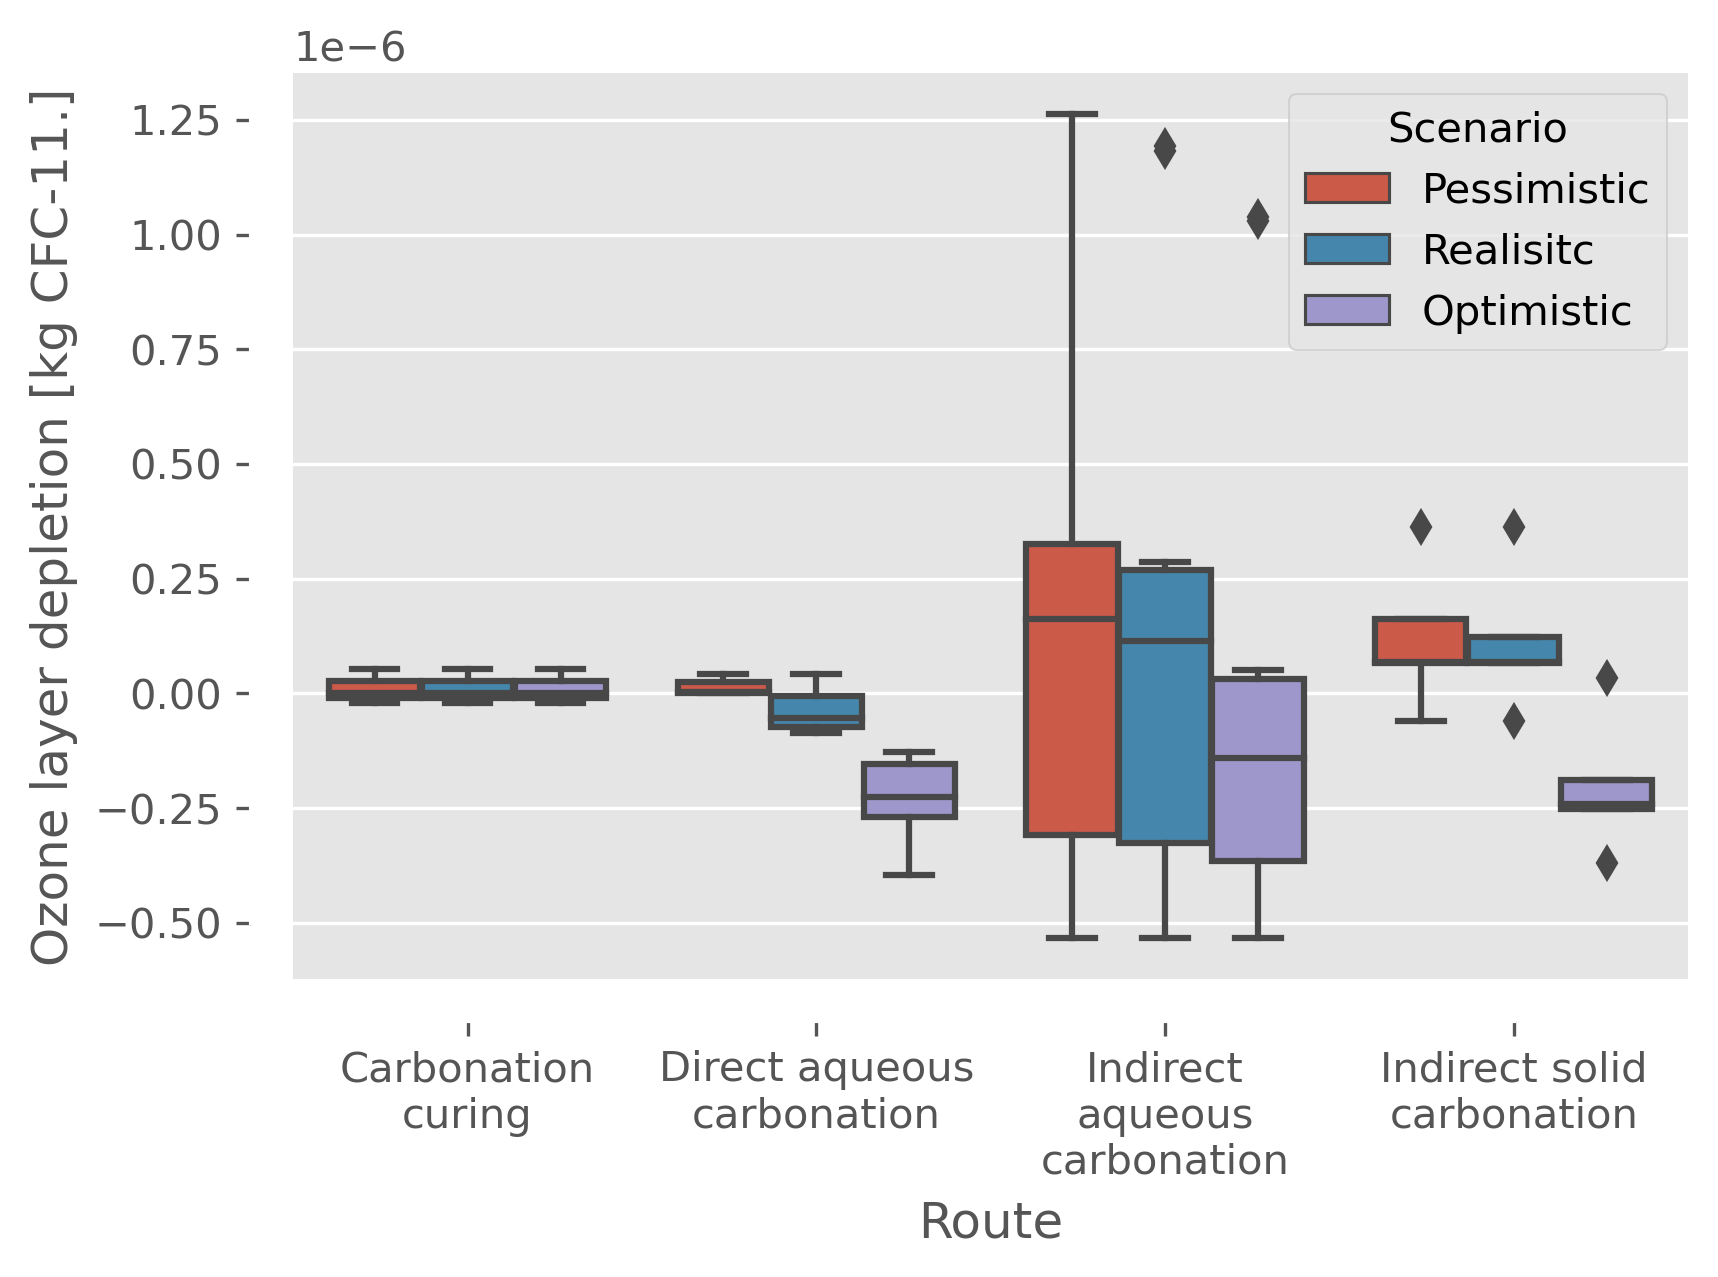 1e−6
Ozone layer depletion [kg CFC-11.]
1.25
1.00
0.75
0.50
0.25
0.00
−0.25
−0.50
Scenario
Pessimistic
Realisitc
Optimistic
Carbonation
curing
Direct aqueous
carbonation
Indirect
aqueous
carbonation
Indirect solid
carbonation
Route